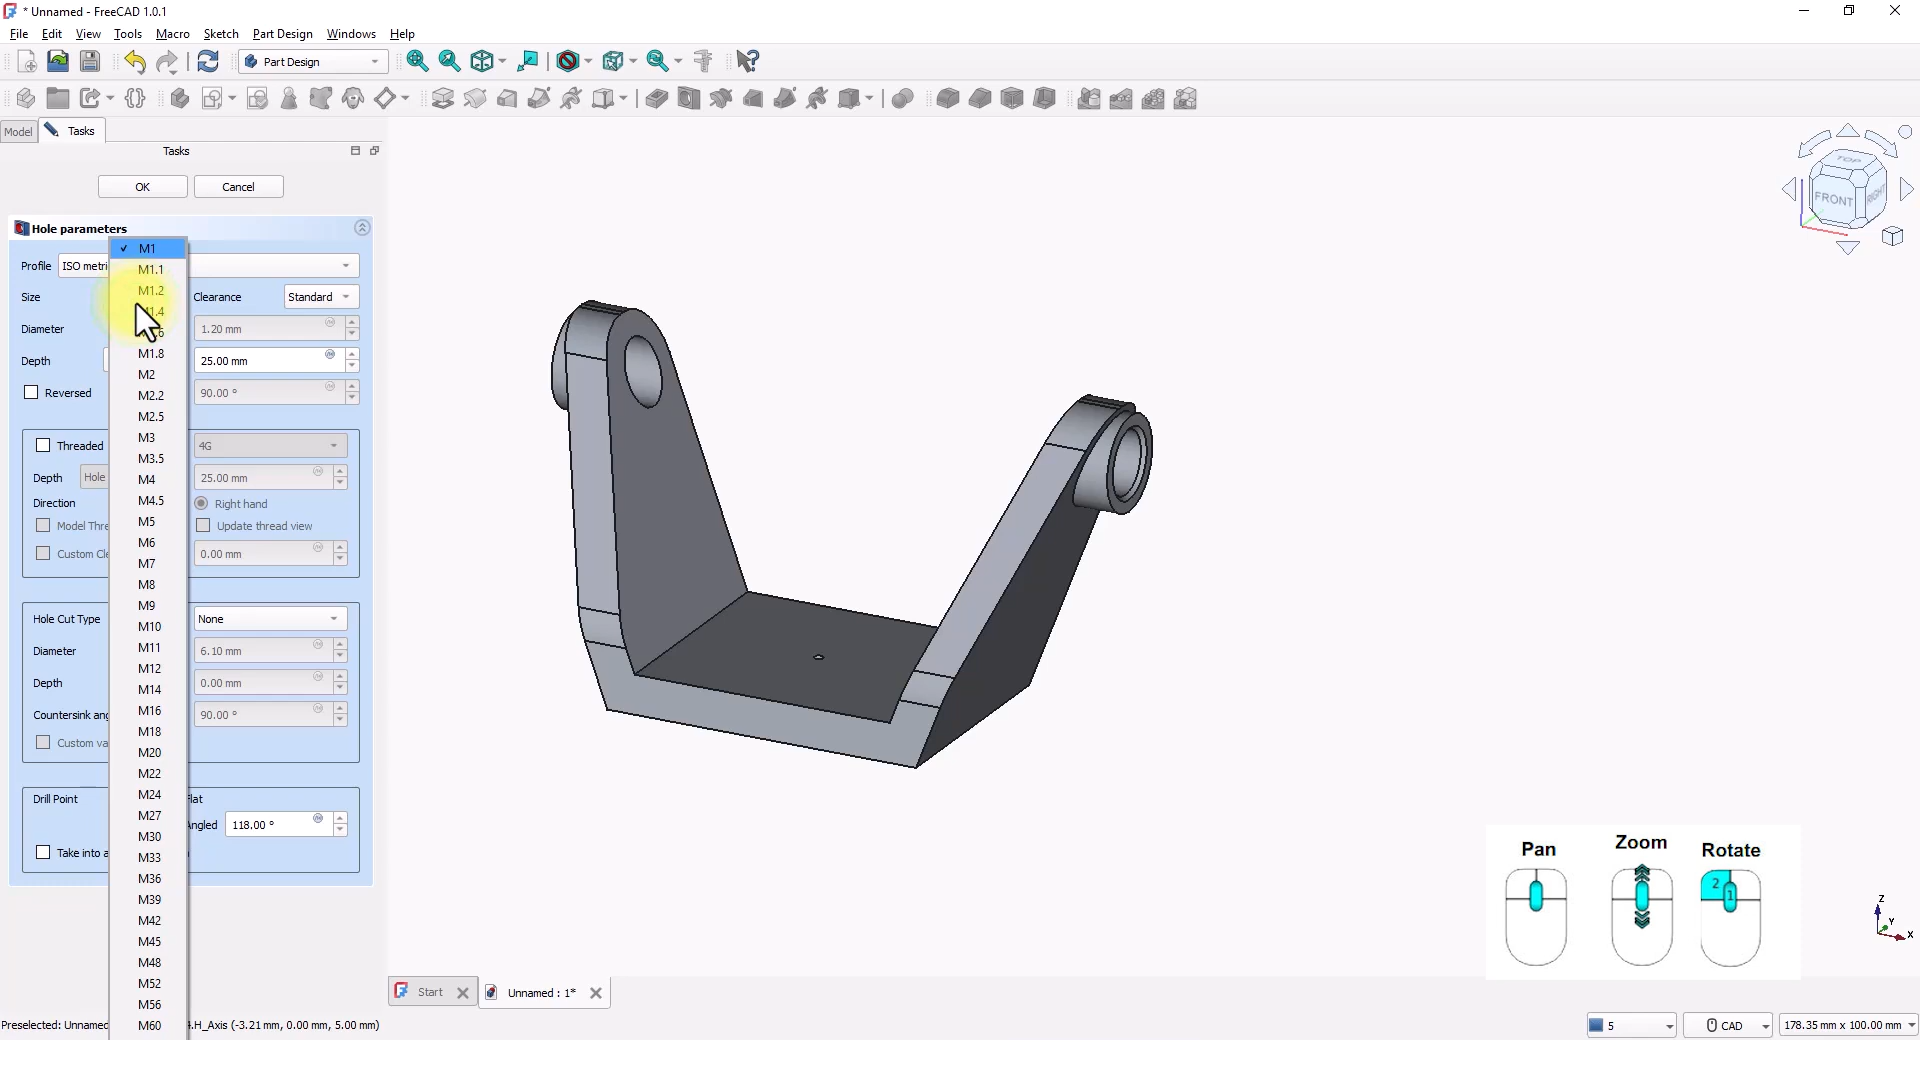 * Unnamed - FreeCAD 1.0.1
File Edit View Tools Macro Sketch Part Design Windows Help
Part Design
Model Tasks
Tasks
OK Cancel
Hole parameters
Profile ISO metri
Size Clearance Standard
Diameter 1.20 mm
Depth 25.00 mm
Reversed 90.00 °
Threaded 4G
Depth Hole 25.00 mm
Direction Right hand
Model Thre Update thread view
Custom Cle 0.00 mm
Hole Cut Type None
Diameter 6.10 mm
Depth 0.00 mm
Countersink ang 90.00 °
Custom va
Drill Point Flat
Angled 118.00 °
Take into a
M1
M1.1
M1.2
M1.8
M2
M2.2
M2.5
M3
M3.5
M4
M4.5
M5
M6
M7
M8
M9
M10
M11
M12
M14
M16
M18
M20
M22
M24
M27
M30
M33
M36
M39
M42
M45
M48
M52
M56
M60
TOP
FRONT RIGHT
Pan Zoom Rotate
2 1
Z
Y
X
Start Unnamed : 1*
Preselected: Unnamed .H_Axis (-3.21 mm, 0.00 mm, 5.00 mm)
5 CAD 178.35 mm x 100.00 mm